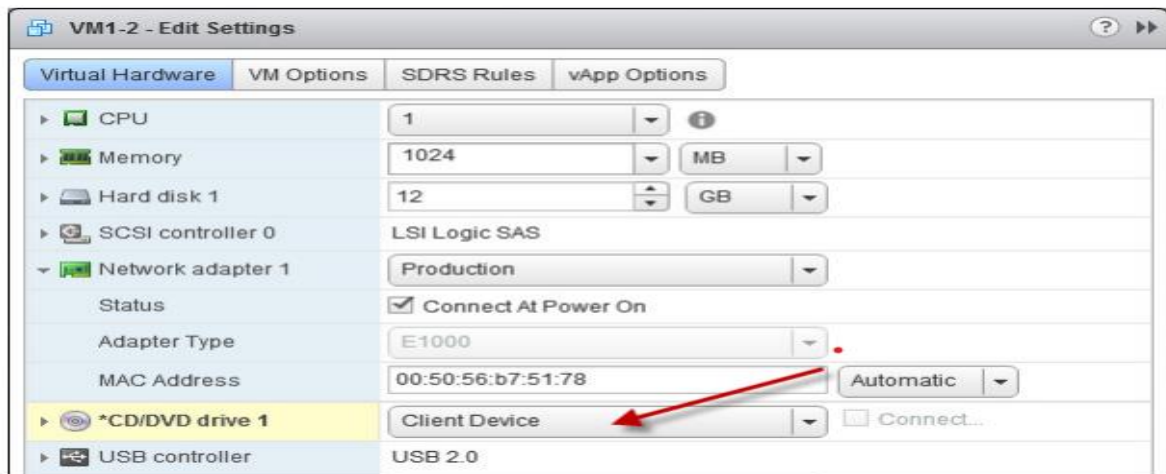 VM1-2 - Edit Settings ?
Virtual Hardware VM Options SDRS Rules vApp Options
CPU 1
Memory 1024 MB
Hard disk 1 12 GB
SCSI controller 0 LSI Logic SAS
Network adapter 1 Production
Status Connect At Power On
Adapter Type E1000
MAC Address 00:50:56:b7:51:78 Automatic
*CD/DVD drive 1 Client Device Connect...
USB controller USB 2.0